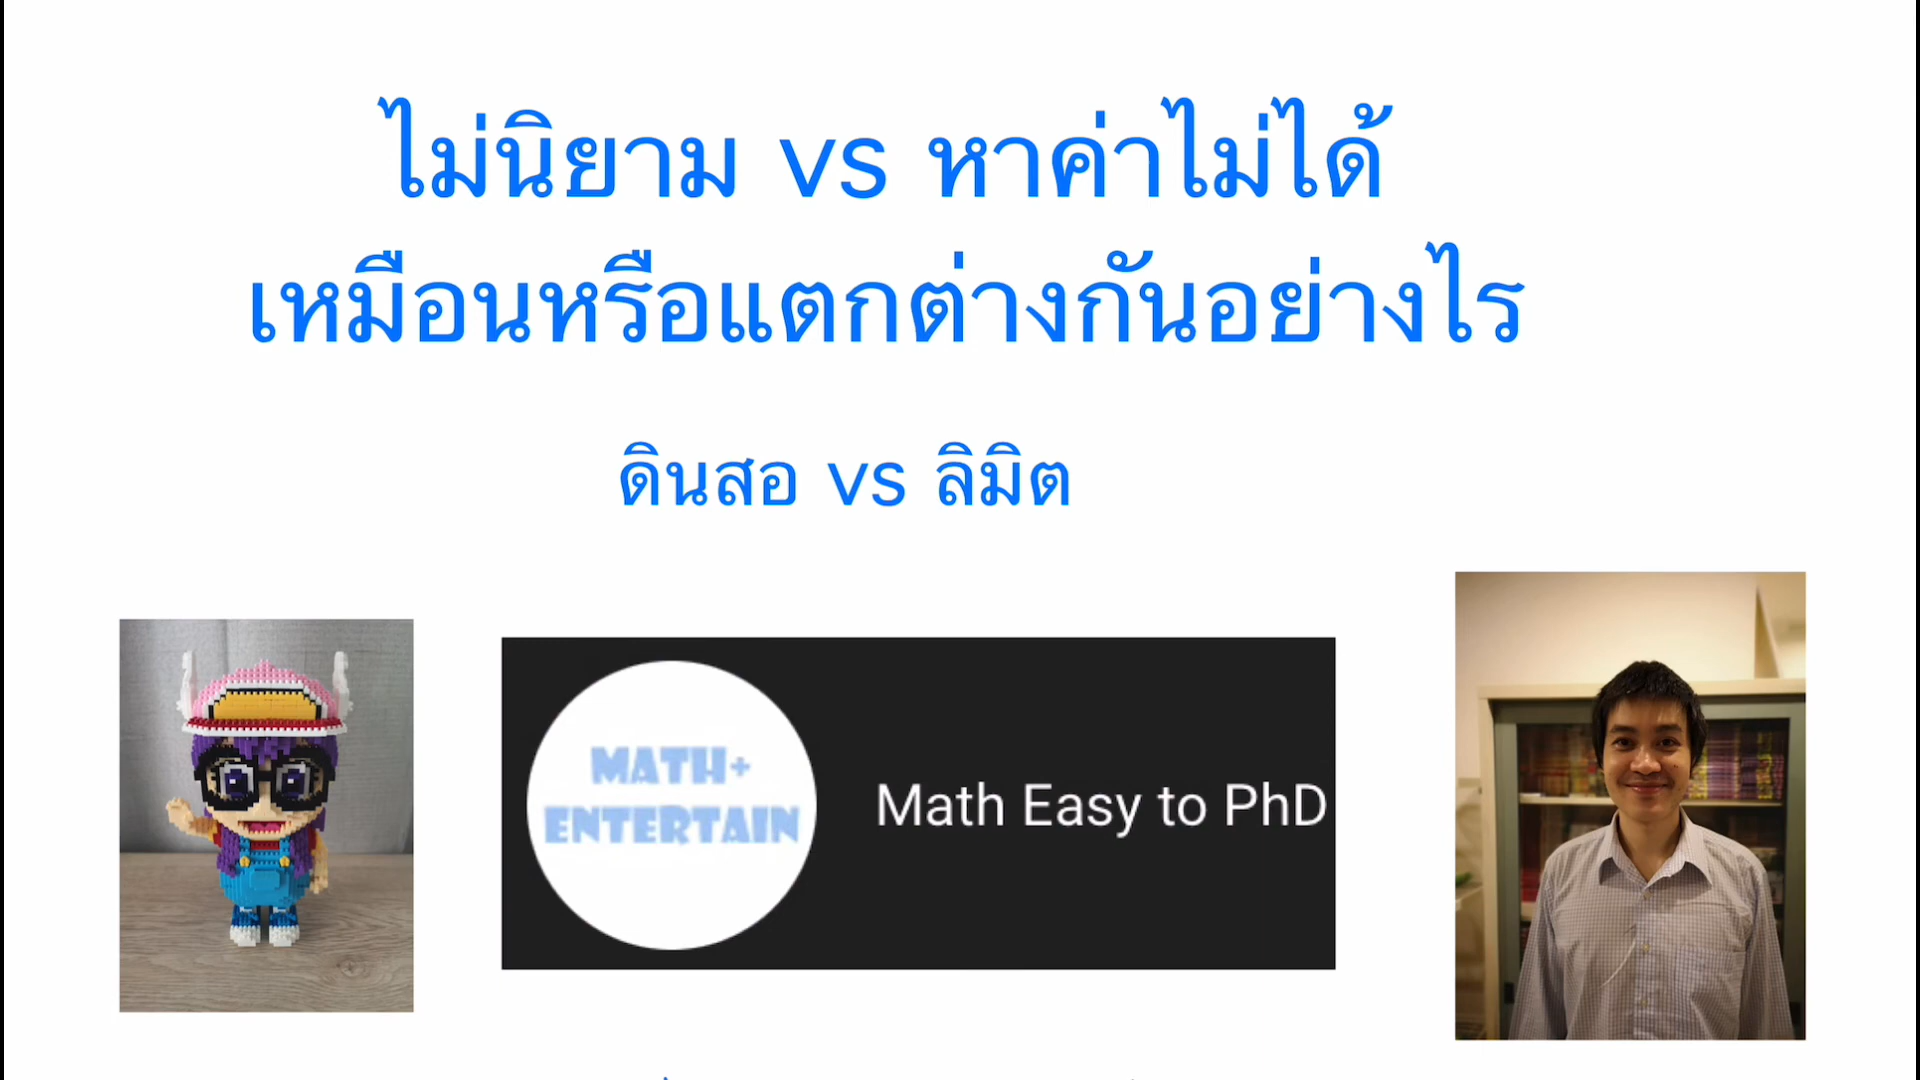 ไม่นิยาม vs หาค่าไม่ได้
เหมือนหรือแตกต่างกันอย่างไร
ดินสอ vs ลิมิต
MATH+
ENTERTAIN
Math Easy to PhD